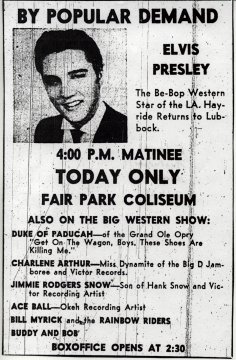 BY POPULAR DEMAND
ELVIS
PRESLEY
The Be-Bop Western
Star of the LA. Hay-
ride Returns to Lub-
bock.
4:00 P.M. MATINEE
TODAY ONLY
FAIR PARK COLISEUM
ALSO ON THE BIG WESTERN SHOW:
DUKE OF PADUCAH—of the Grand Ole Opry
"Get On The Wagon, Boys, These Shoes Are
Killing Me."
CHARLENE ARTHUR—Miss Dynamite of the Big D Jam-
boree and Victor Records.
JIMMIE RODGERS SNOW—Son of Hank Snow and Vic-
tor Recording Artist
ACE BALL—Okeh Recording Artist
BILL MYRICK and the RAINBOW RIDERS
BUDDY AND BOB
BOXOFFICE OPENS AT 2:30